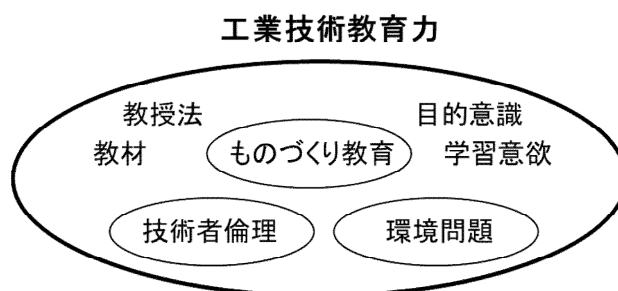 工業技術教育力
教授法
目的意識
教材
ものづくり教育
学習意欲
技術者倫理
環境問題